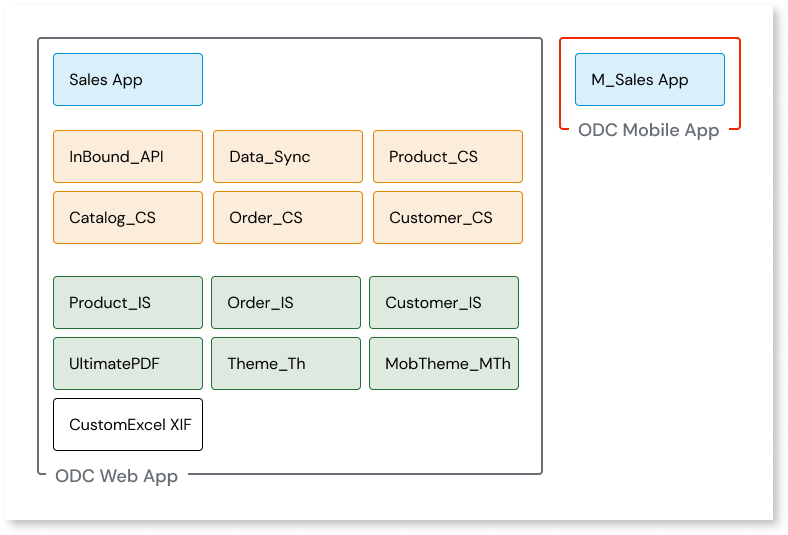 Sales App
M_Sales App
ODC Mobile App
InBound_API
Data_Sync
Product_CS
Catalog_CS
Order_CS
Customer_CS
Product_IS
Order_IS
Customer_IS
UltimatePDF
Theme_Th
MobTheme_MTh
CustomExcel XIF
ODC Web App